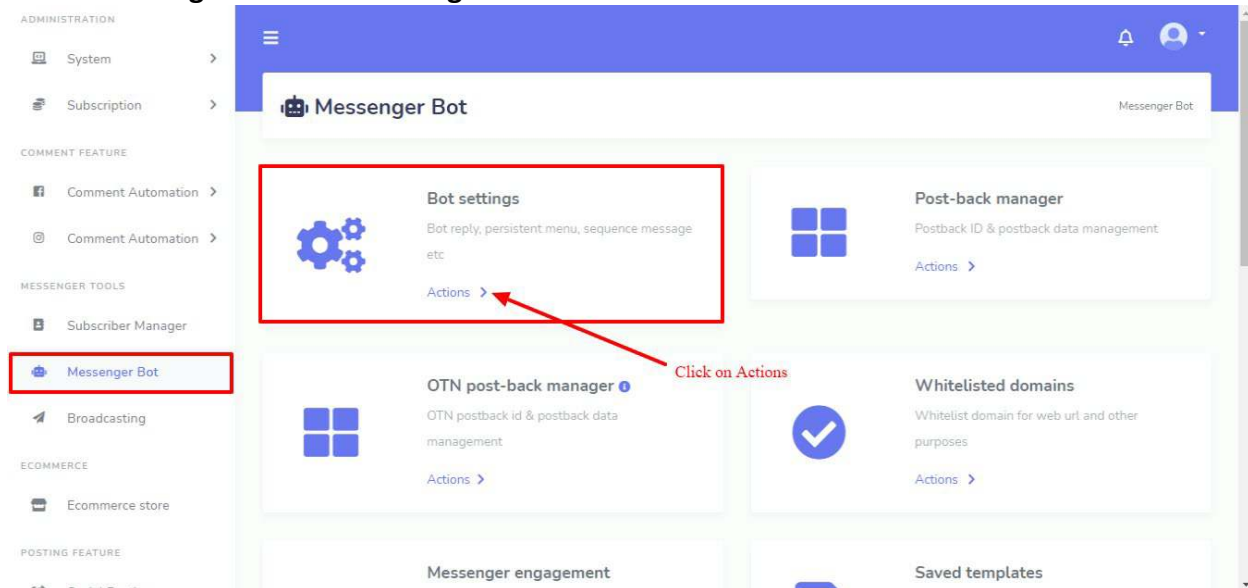 ADMINISTRATION
System
Subscription
COMMENT FEATURE
Comment Automation
Comment Automation
MESSENGER TOOLS
Subscriber Manager
Messenger Bot
Broadcasting
ECOMMERCE
Ecommerce store
POSTING FEATURE
Messenger Bot
Messenger Bot
Bot settings
Bot reply, persistent menu, sequence message
etc
Actions
Post-back manager
Postback ID & postback data management
Actions
Click on Actions
OTN post-back manager
OTN postback id & postback data
management
Actions
Whitelisted domains
Whitelist domain for web url and other
purposes
Actions
Messenger engagement
Saved templates